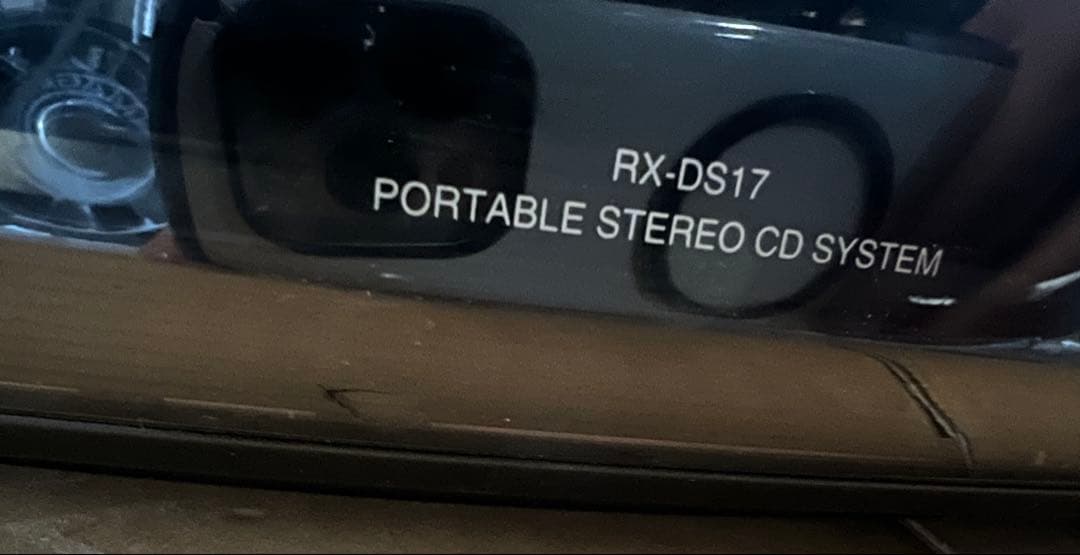 RX-DS17
PORTABLE STEREO CD SYSTEM